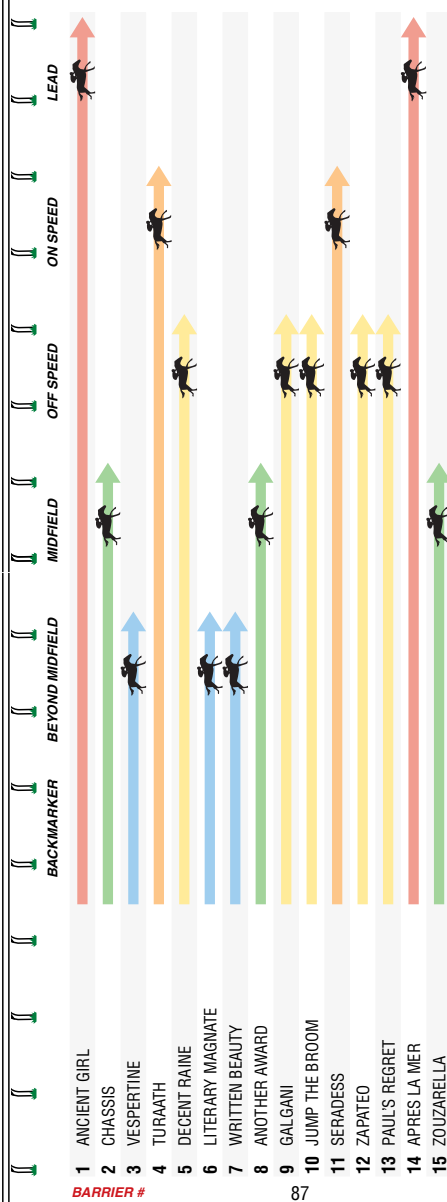 LEAD
ON SPEED
OFF SPEED
MIDFIELD
BEYOND MIDFIELD
BACKMARKER
1 ANCIENT GIRL
2 CHASSIS
3 VESPERTINE
4 TURAATH
5 DECENT RAINE
6 LITERARY MAGNATE
7 WRITTEN BEAUTY
8 ANOTHER AWARD
9 GALGANI
10 JUMP THE BROOM
11 SERADESS
12 ZAPATEO
13 PAUL'S REGRET
14 APRES LA MER
15 ZOUZARELLA
BARRIER #
87